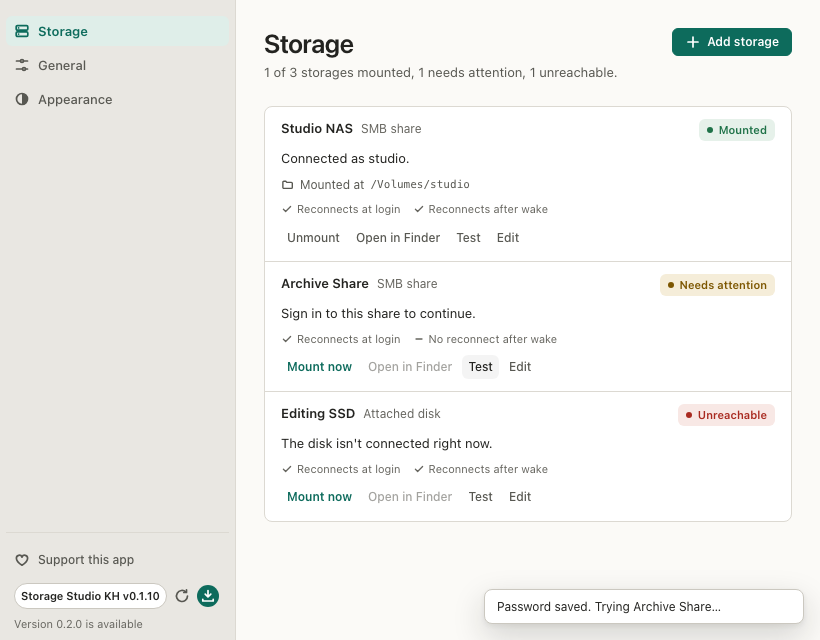 Storage
General
Appearance
Support this app
Storage Studio KH v0.1.10
Version 0.2.0 is available
Storage
Add storage
1 of 3 storages mounted, 1 needs attention, 1 unreachable.
Studio NAS SMB share
Mounted
Connected as studio.
Mounted at /Volumes/studio
Reconnects at login Reconnects after wake
Unmount Open in Finder Test Edit
Archive Share SMB share
Needs attention
Sign in to this share to continue.
Reconnects at login No reconnect after wake
Mount now Open in Finder Test Edit
Editing SSD Attached disk
Unreachable
The disk isn't connected right now.
Reconnects at login Reconnects after wake
Mount now Open in Finder Test Edit
Password saved. Trying Archive Share...